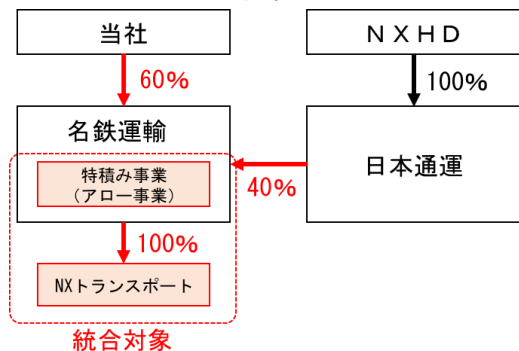 当社
ＮＸＨＤ
60%
100%
名鉄運輸
日本通運
特積み事業
（アロー事業）
40%
100%
NXトランスポート
統合対象